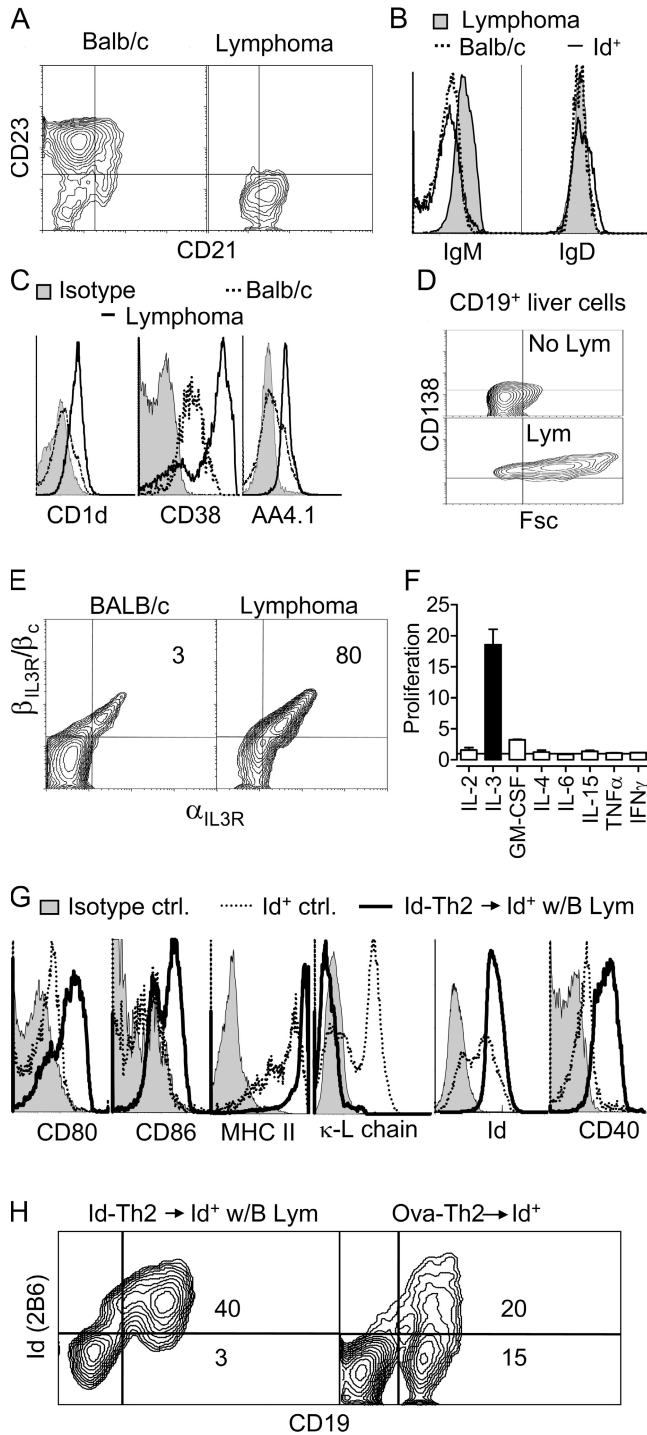 A
Balb/c
Lymphoma
CD23
CD21
B
Lymphoma
Balb/c
Id+
IgM
IgD
C
Isotype
Balb/c
Lymphoma
CD1d
CD38
AA4.1
D
CD19+ liver cells
No Lym
Lym
CD138
Fsc
E
BALB/c
Lymphoma
3
80
βIL3R/βc
αIL3R
F
Proliferation
25
20
15
10
5
0
IL-2
IL-3
GM-CSF
IL-4
IL-6
IL-15
TNFα
IFNγ
G
Isotype ctrl.
Id+ ctrl.
Id-Th2 → Id+ w/B Lym
CD80
CD86
MHC II
κ-L chain
Id
CD40
H
Id-Th2 → Id+ w/B Lym
Ova-Th2→Id+
Id (2B6)
40
3
20
15
CD19